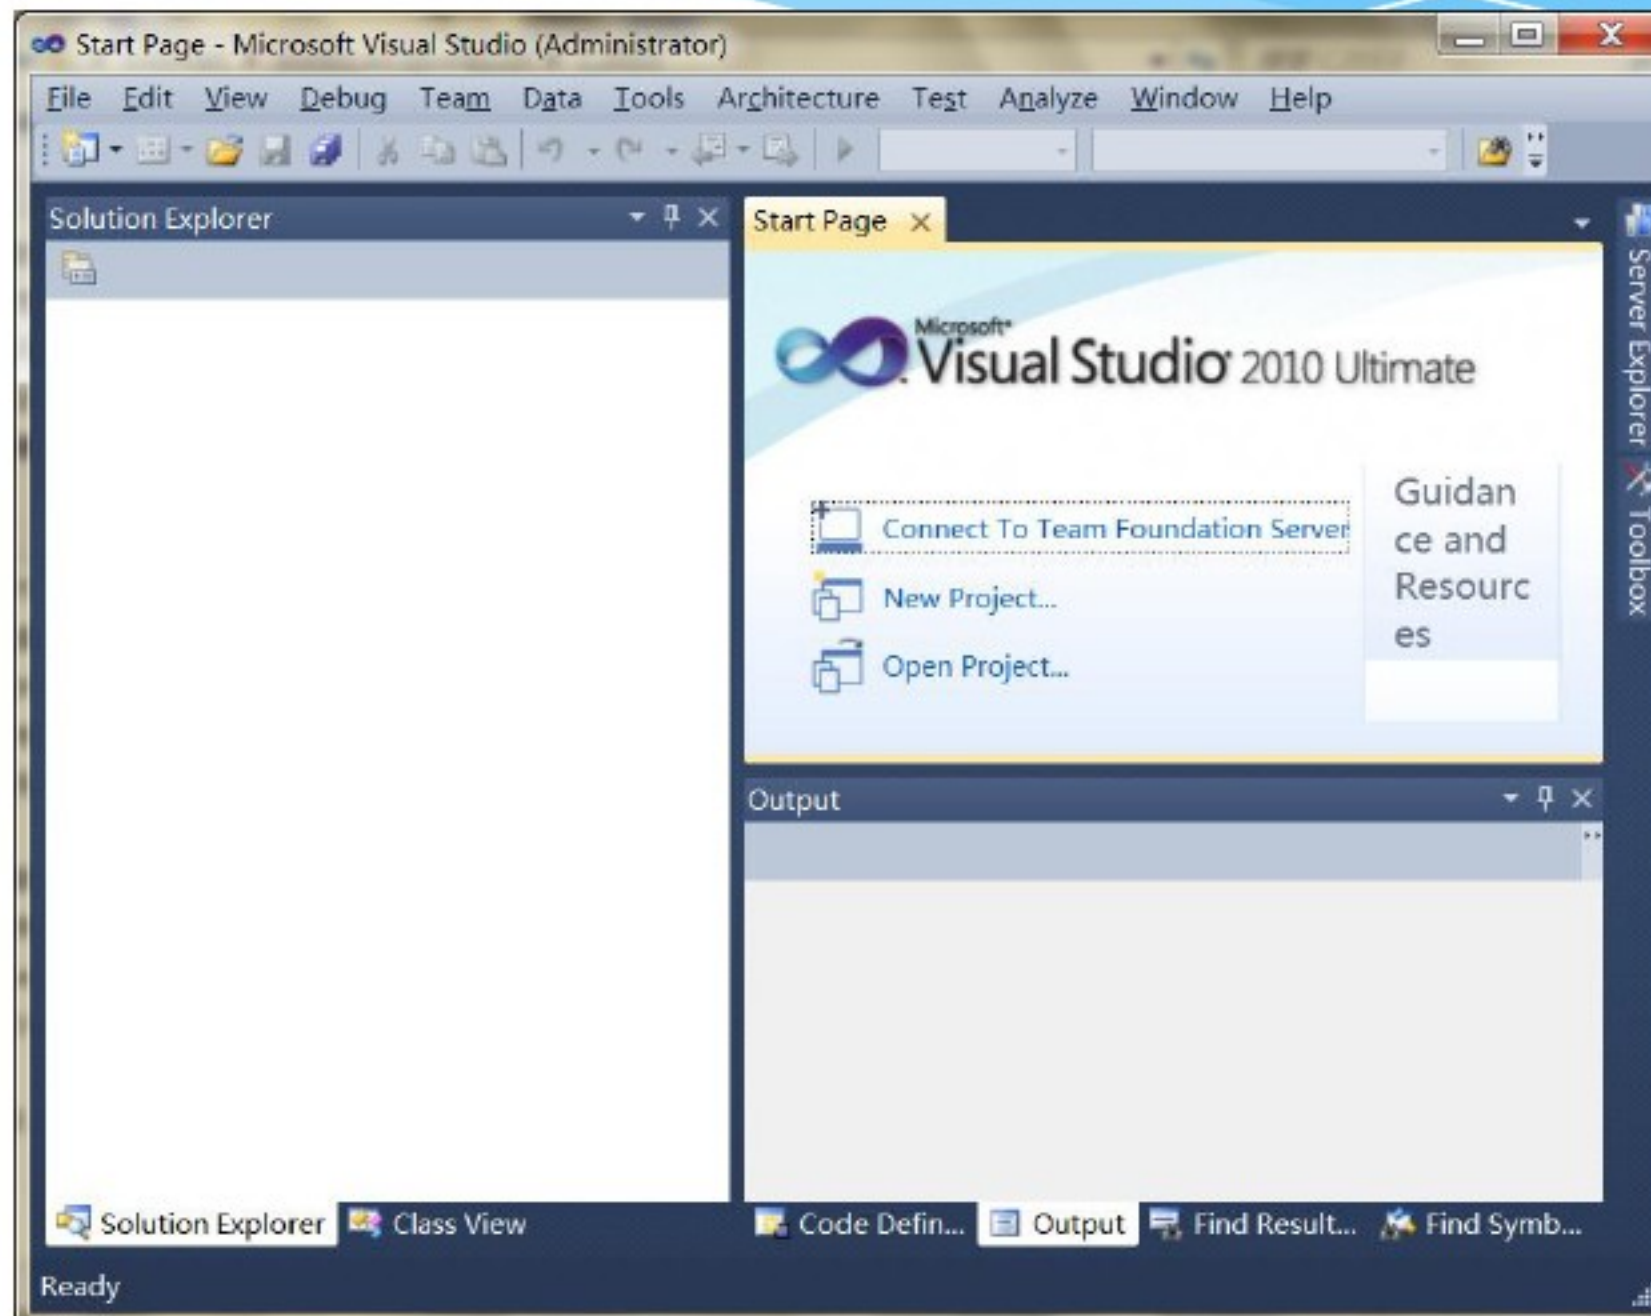 Start Page - Microsoft Visual Studio (Administrator)
File Edit View Debug Team Data Tools Architecture Test Analyze Window Help
Solution Explorer
Start Page
Microsoft
Visual Studio 2010 Ultimate
Connect To Team Foundation Server
New Project...
Open Project...
Guidan
ce and
Resourc
es
Server Explorer
Toolbox
Output
Solution Explorer Class View
Code Defin... Output Find Result... Find Symb...
Ready